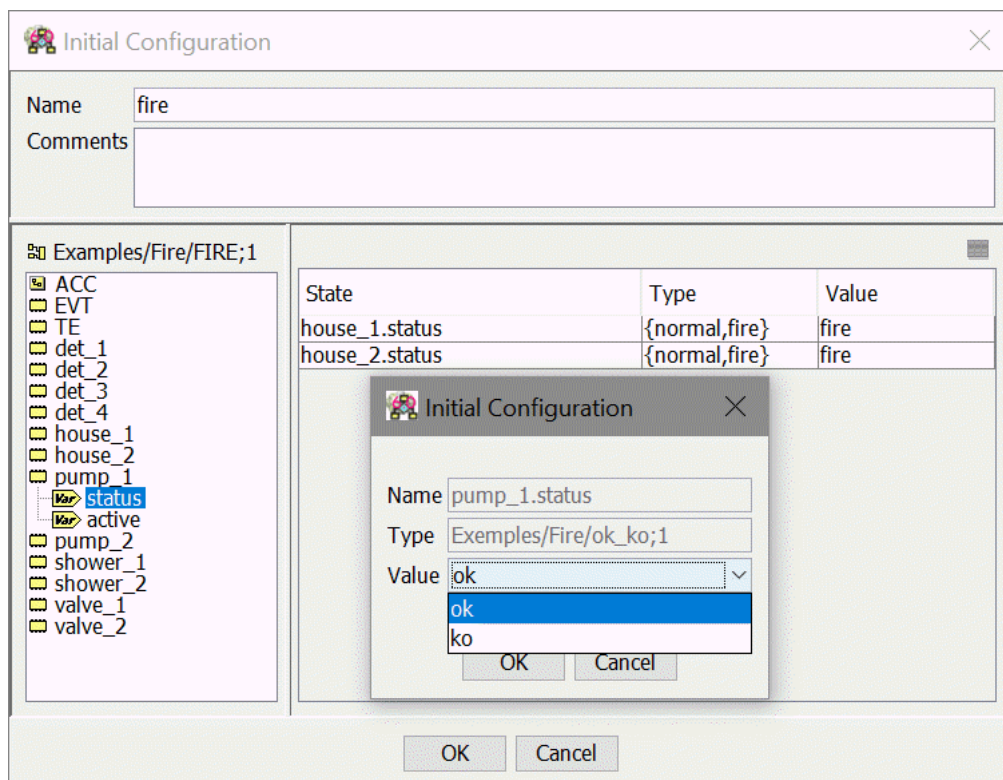 Initial Configuration
Name fire
Comments
Examples/Fire/FIRE;1
ACC
EVT
TE
det_1
det_2
det_3
det_4
house_1
house_2
pump_1
Var status
Var active
pump_2
shower_1
shower_2
valve_1
valve_2
State Type Value
house_1.status {normal,fire} fire
house_2.status {normal,fire} fire
Initial Configuration
Name pump_1.status
Type Exemples/Fire/ok_ko;1
Value ok
ok
ko
OK Cancel
OK Cancel